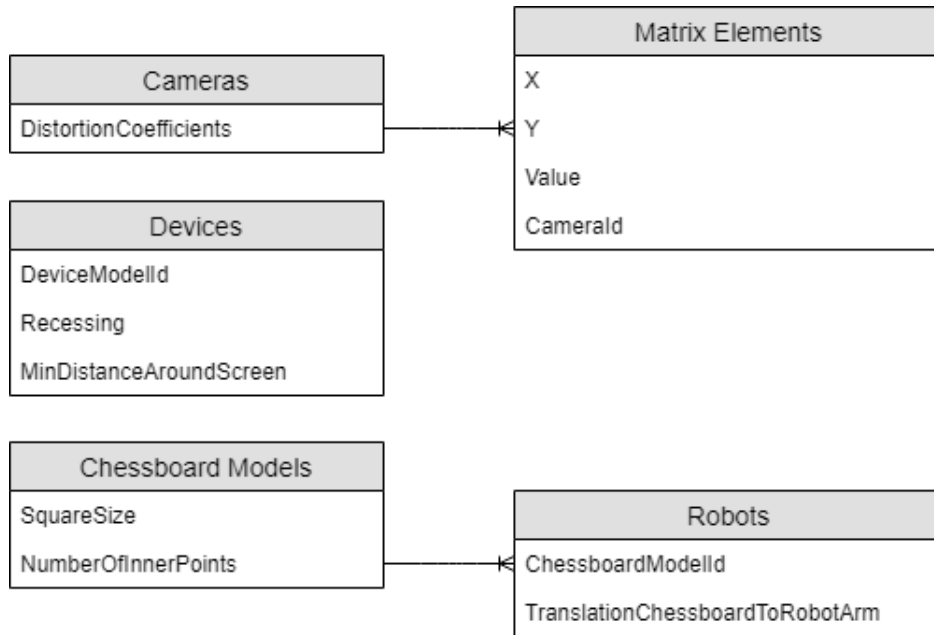 Cameras
DistortionCoefficients
Matrix Elements
X
Y
Value
CameraId
Devices
DeviceModelId
Recessing
MinDistanceAroundScreen
Chessboard Models
SquareSize
NumberOfInnerPoints
Robots
ChessboardModelId
TranslationChessboardToRobotArm